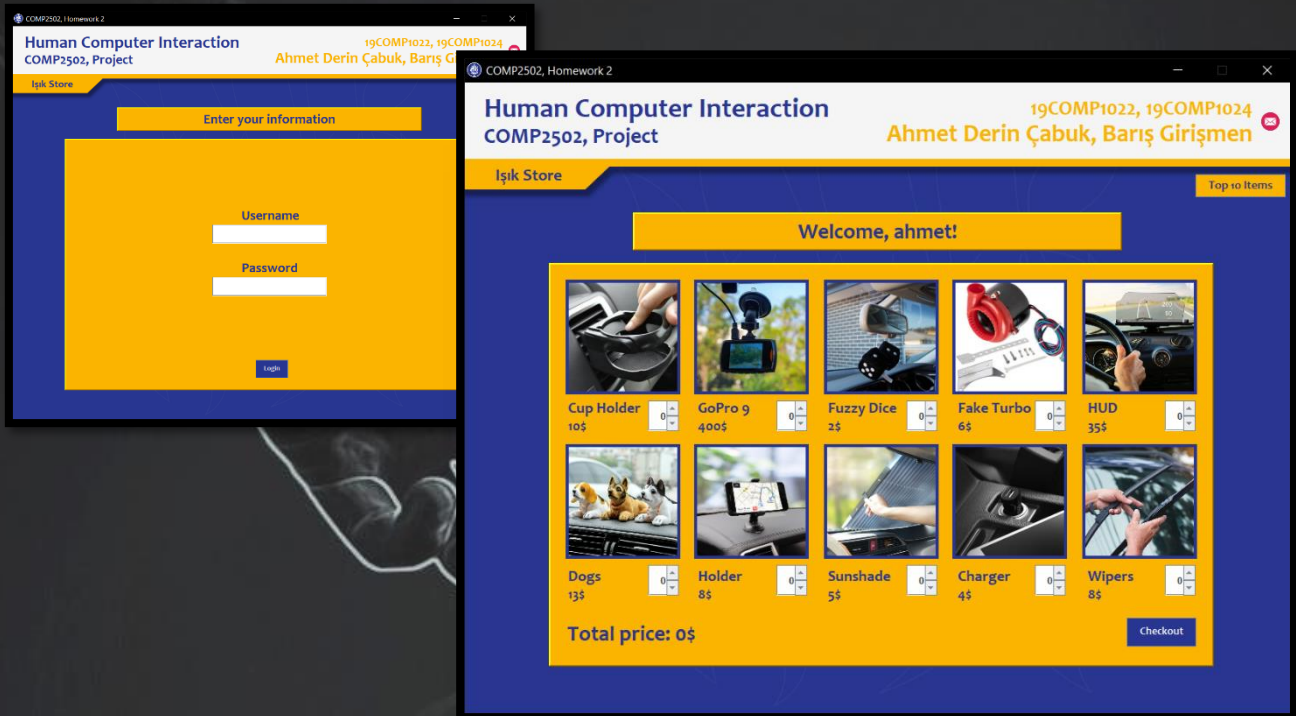 COMP2502, Homework 2
Human Computer Interaction
COMP2502, Project
19COMP1022, 19COMP1024
Ahmet Derin Çabuk, Barış G
Işık Store
Enter your information
Username
Password
Login
COMP2502, Homework 2
Human Computer Interaction
COMP2502, Project
19COMP1022, 19COMP1024
Ahmet Derin Çabuk, Barış Girişmen
Işık Store
Top 10 Items
Welcome, ahmet!
Cup Holder 0 GoPro 9 0 Fuzzy Dice 0 Fake Turbo 0 HUD 0
10$ 400$ 2$ 6$ 35$
Dogs 0 Holder 0 Sunshade 0 Charger 0 Wipers 0
13$ 8$ 5$ 4$ 8$
Total price: 0$
Checkout